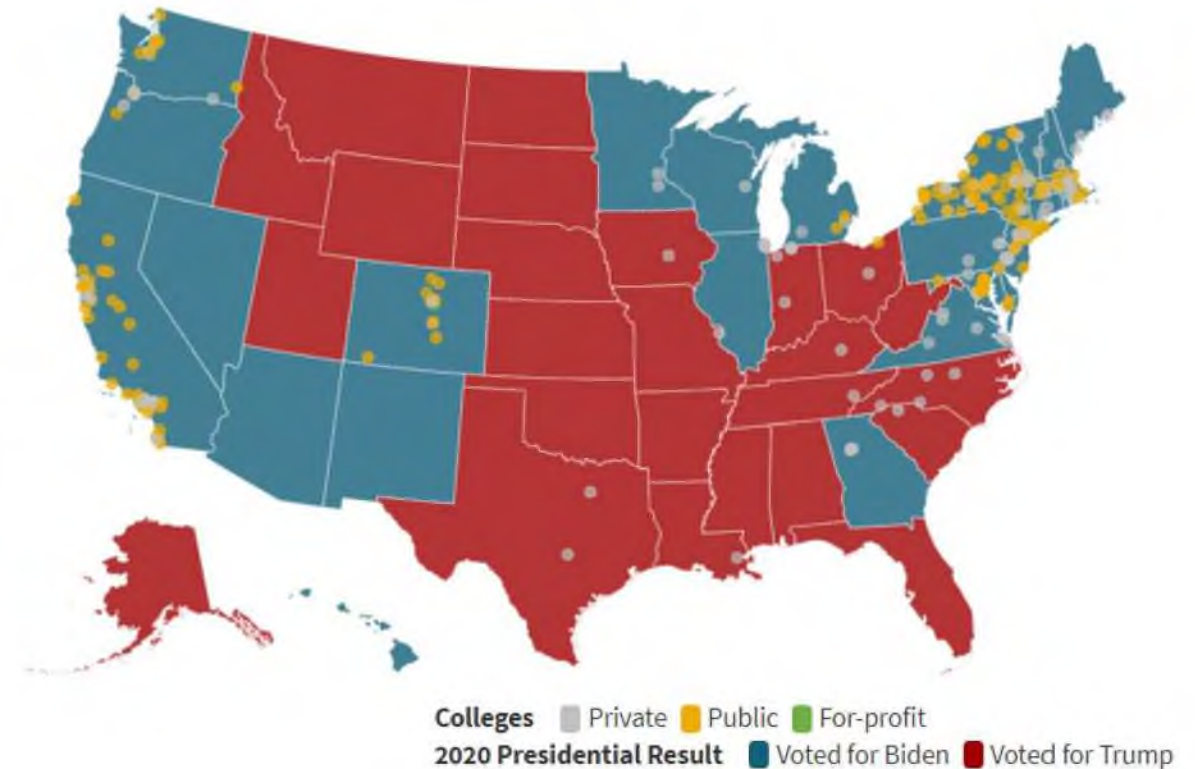 Colleges Private Public For-profit
2020 Presidential Result Voted for Biden Voted for Trump